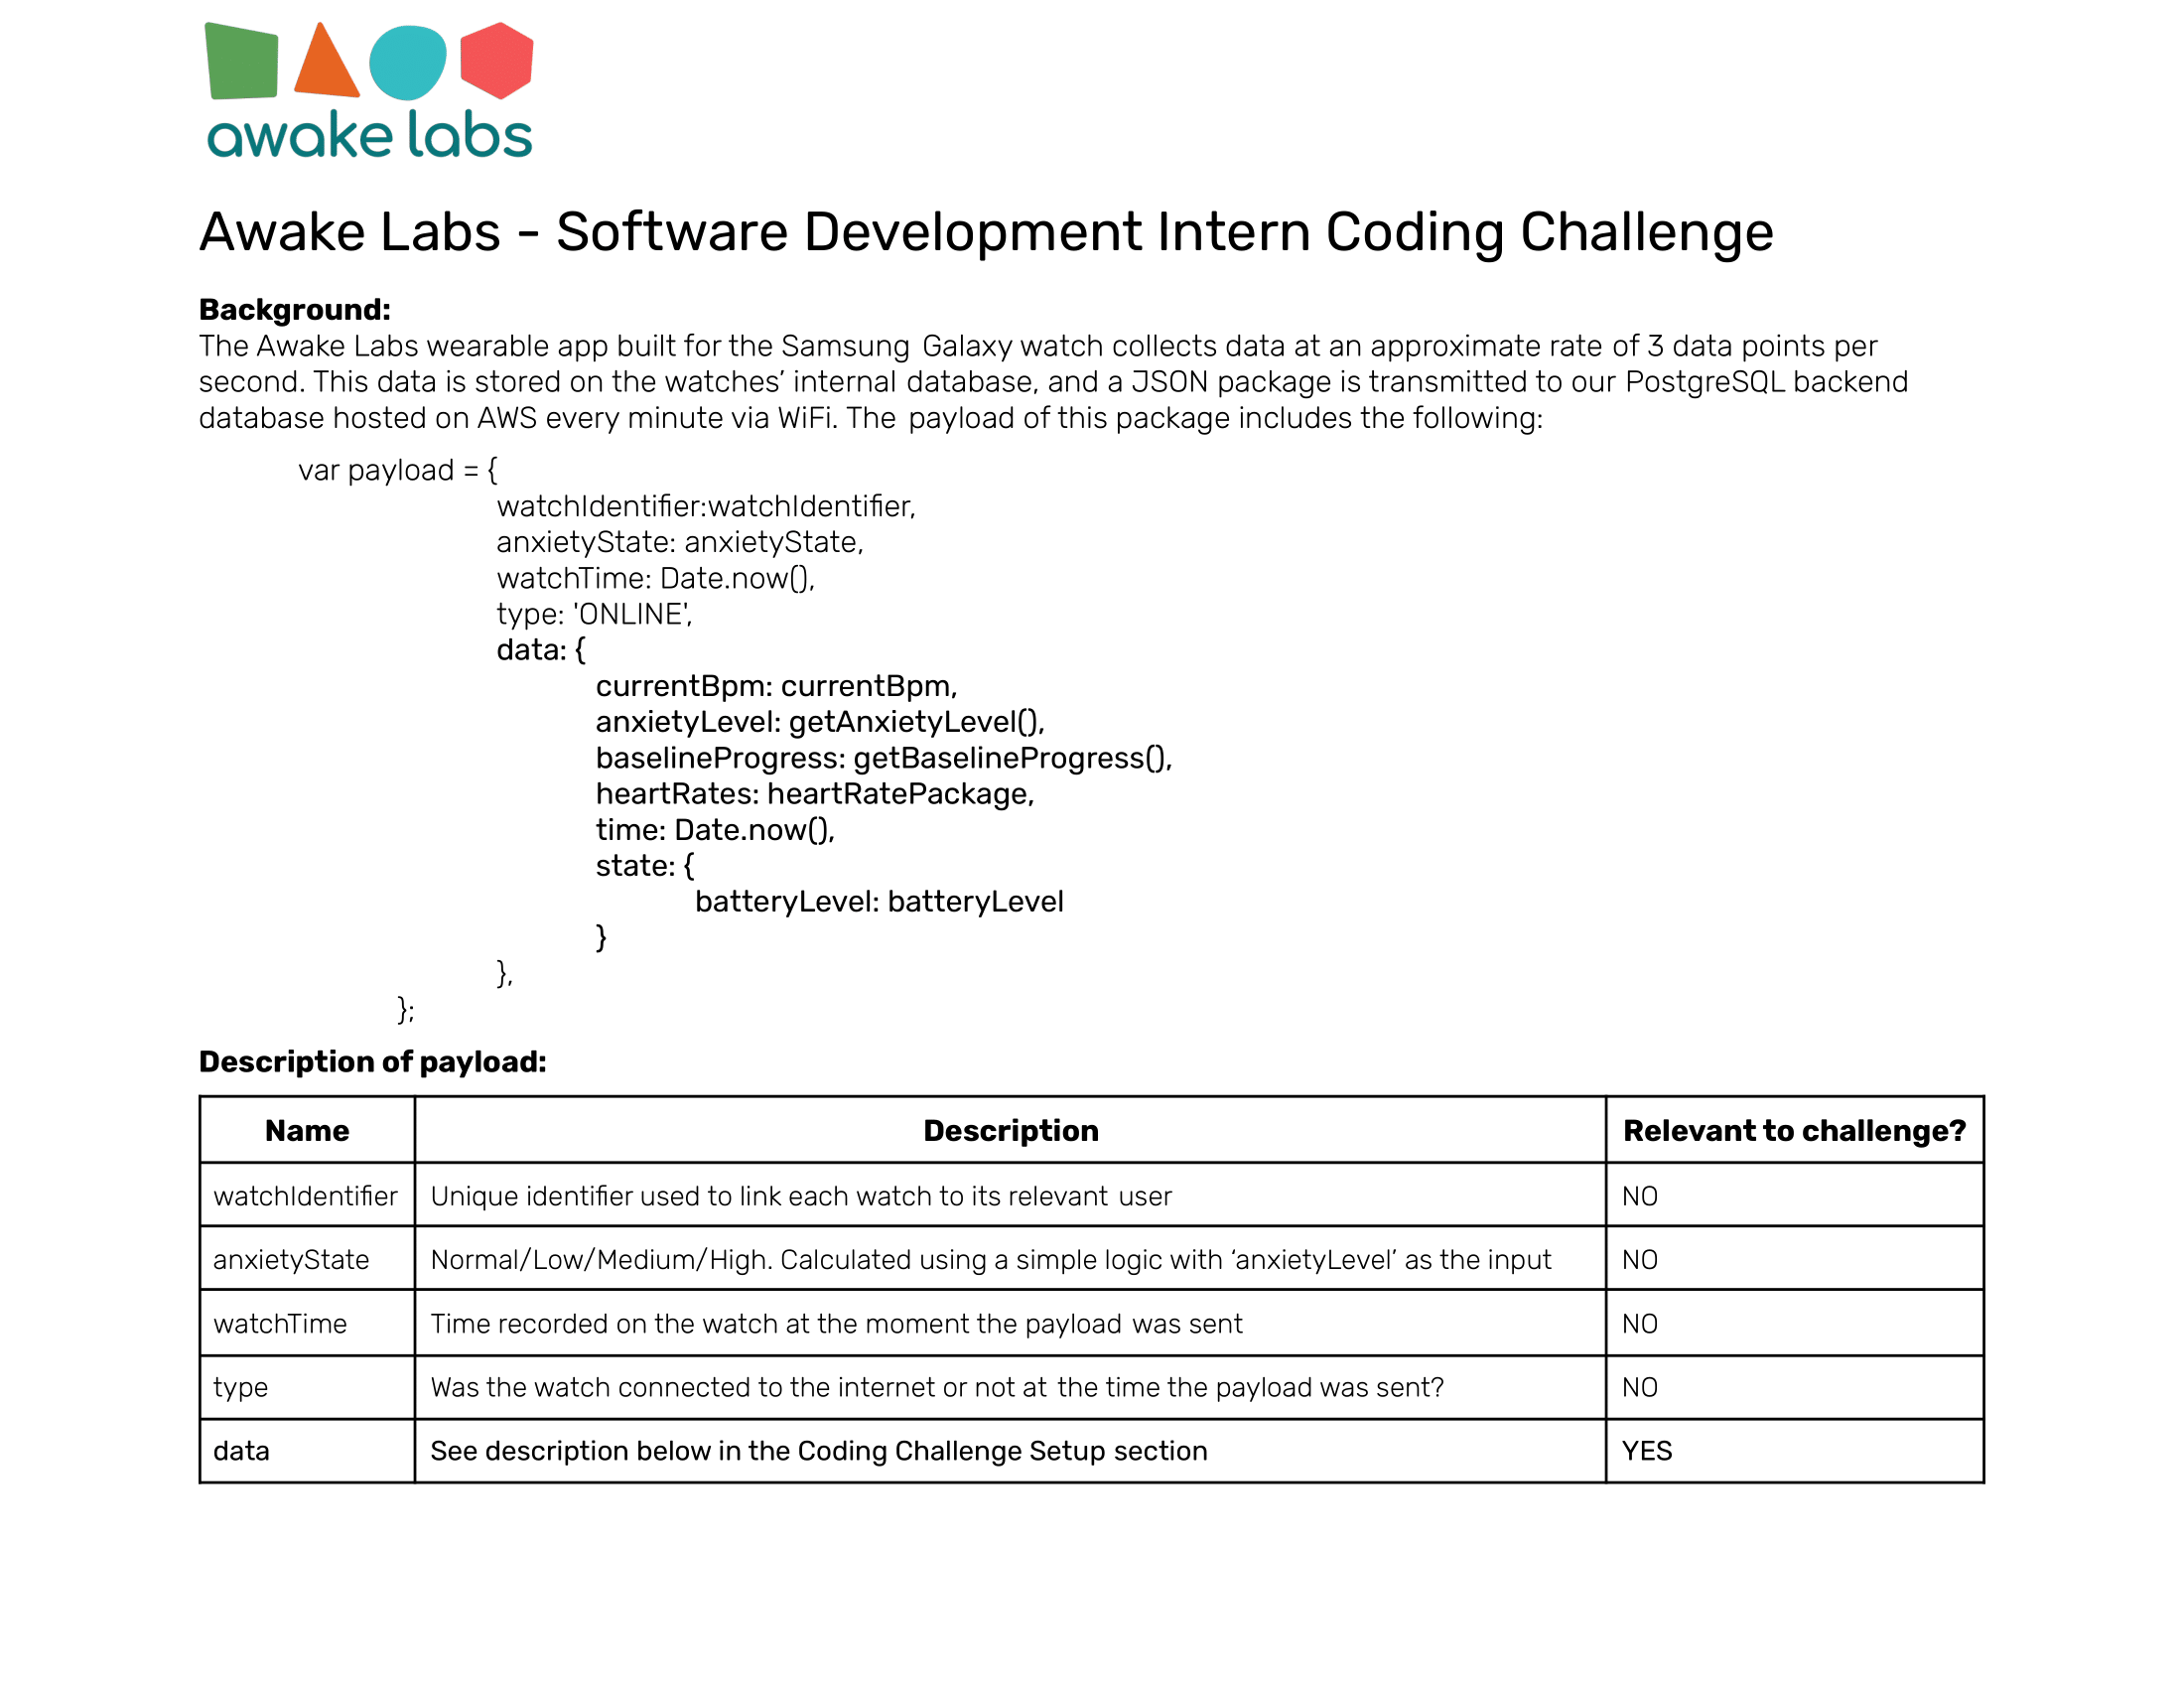 awake labs
Awake Labs - Software Development Intern Coding Challenge
Background:
The Awake Labs wearable app built for the Samsung Galaxy watch collects data at an approximate rate of 3 data points per
second. This data is stored on the watches’ internal database, and a JSON package is transmitted to our PostgreSQL backend
database hosted on AWS every minute via WiFi. The payload of this package includes the following:
var payload = {
watchIdentifier:watchIdentifier,
anxietyState: anxietyState,
watchTime: Date.now(),
type: 'ONLINE',
data: {
currentBpm: currentBpm,
anxietyLevel: getAnxietyLevel(),
baselineProgress: getBaselineProgress(),
heartRates: heartRatePackage,
time: Date.now(),
state: {
batteryLevel: batteryLevel
}
},
};
Description of payload:
Name Description Relevant to challenge?
watchIdentifier Unique identifier used to link each watch to its relevant user NO
anxietyState Normal/Low/Medium/High. Calculated using a simple logic with ‘anxietyLevel’ as the input NO
watchTime Time recorded on the watch at the moment the payload was sent NO
type Was the watch connected to the internet or not at the time the payload was sent? NO
data See description below in the Coding Challenge Setup section YES